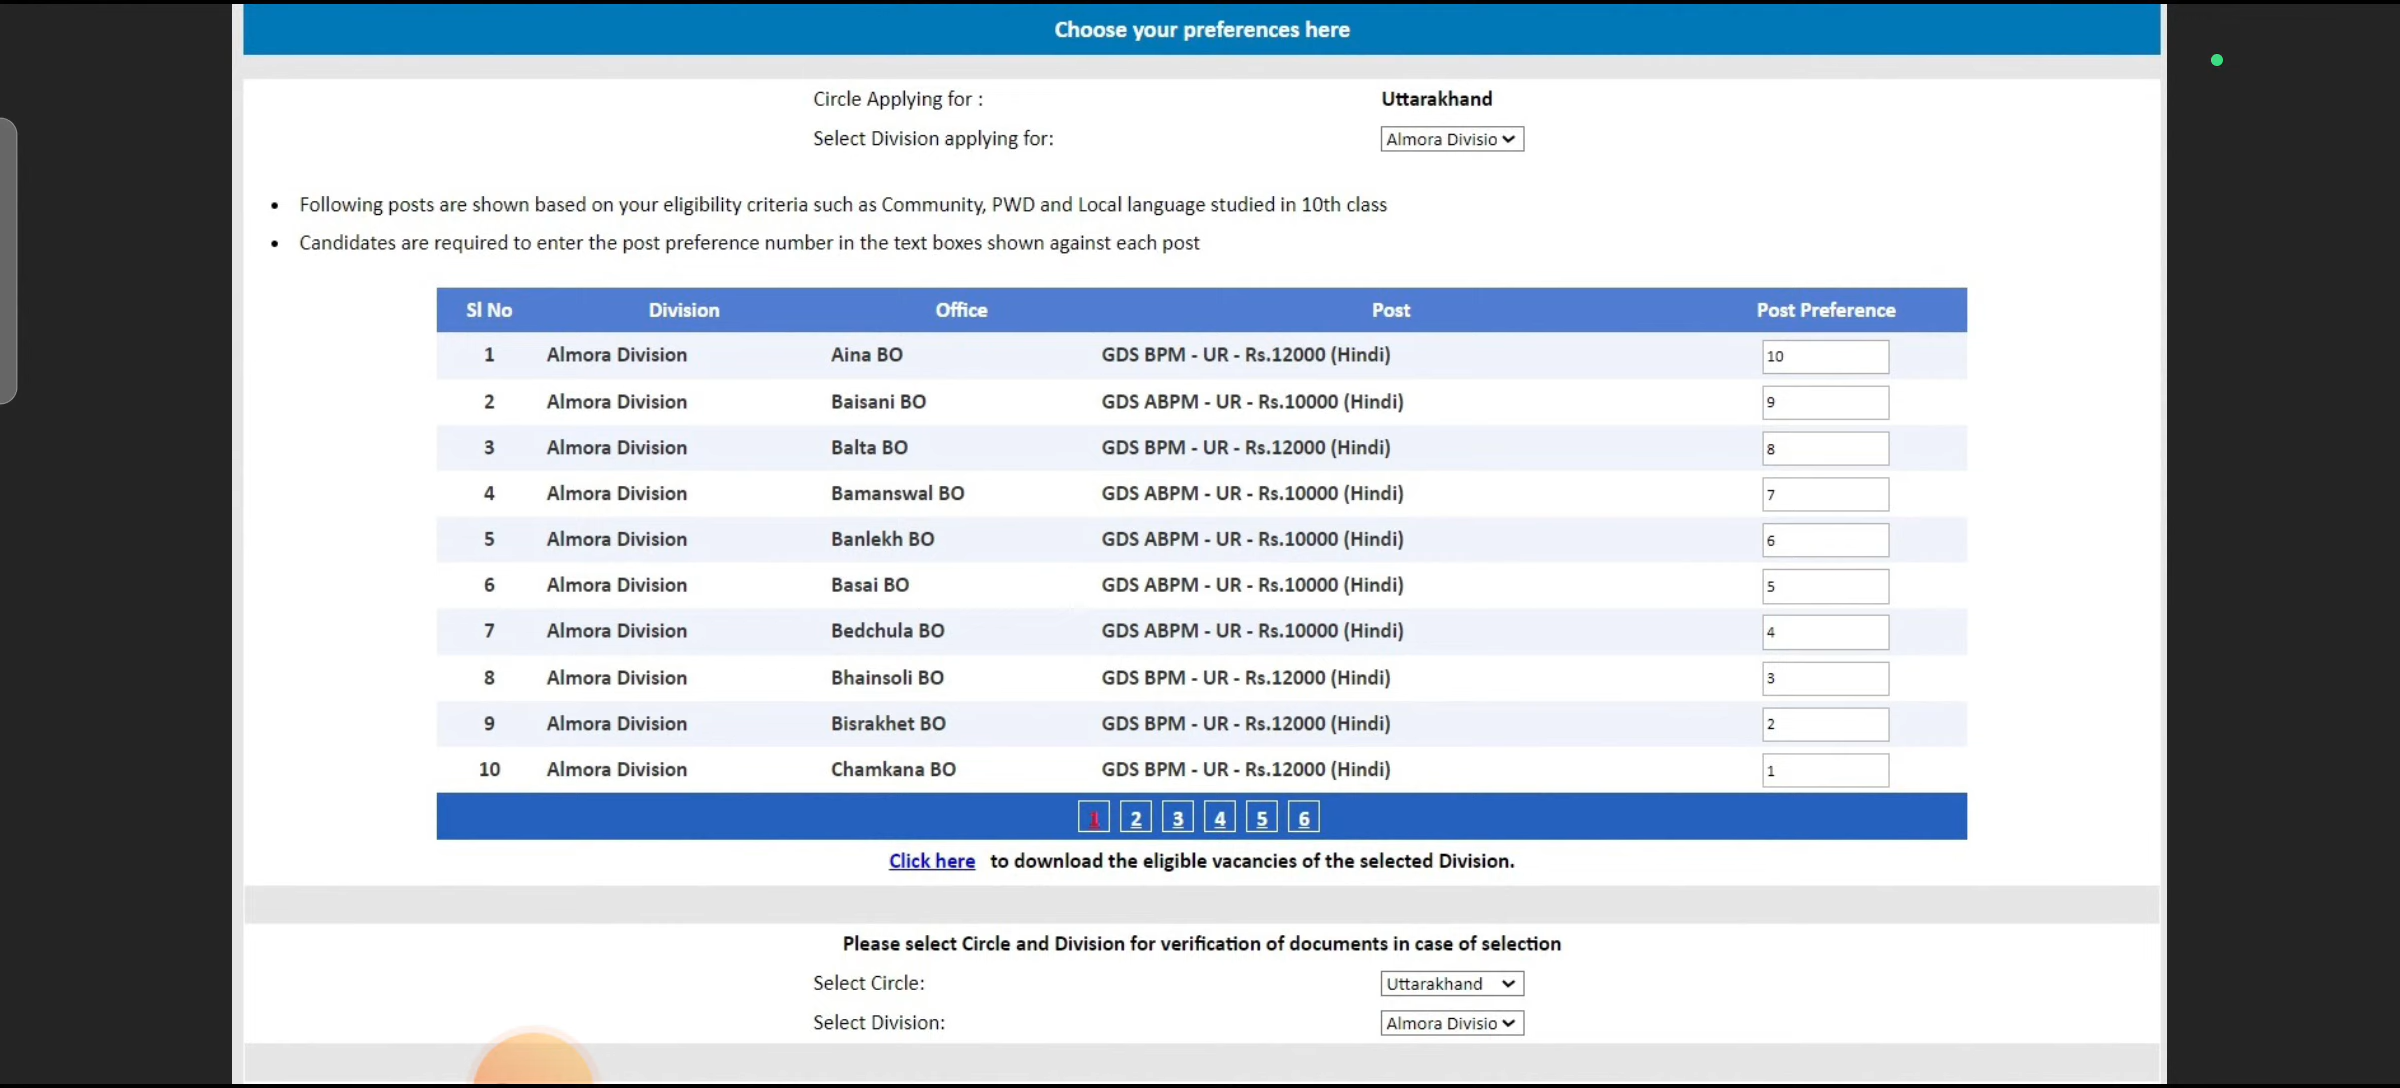 Choose your preferences here
Circle Applying for : Uttarakhand
Select Division applying for: Almora Divisio
• Following posts are shown based on your eligibility criteria such as Community, PWD and Local language studied in 10th class
• Candidates are required to enter the post preference number in the text boxes shown against each post
Sl No Division Office Post Post Preference
1 Almora Division Aina BO GDS BPM - UR - Rs.12000 (Hindi) 10
2 Almora Division Baisani BO GDS ABPM - UR - Rs.10000 (Hindi) 9
3 Almora Division Balta BO GDS BPM - UR - Rs.12000 (Hindi) 8
4 Almora Division Bamanswal BO GDS ABPM - UR - Rs.10000 (Hindi) 7
5 Almora Division Banlekh BO GDS ABPM - UR - Rs.10000 (Hindi) 6
6 Almora Division Basai BO GDS ABPM - UR - Rs.10000 (Hindi) 5
7 Almora Division Bedchula BO GDS ABPM - UR - Rs.10000 (Hindi) 4
8 Almora Division Bhainsoli BO GDS BPM - UR - Rs.12000 (Hindi) 3
9 Almora Division Bisrakhet BO GDS BPM - UR - Rs.12000 (Hindi) 2
10 Almora Division Chamkana BO GDS BPM - UR - Rs.12000 (Hindi) 1
1 2 3 4 5 6
Click here to download the eligible vacancies of the selected Division.
Please select Circle and Division for verification of documents in case of selection
Select Circle: Uttarakhand
Select Division: Almora Divisio